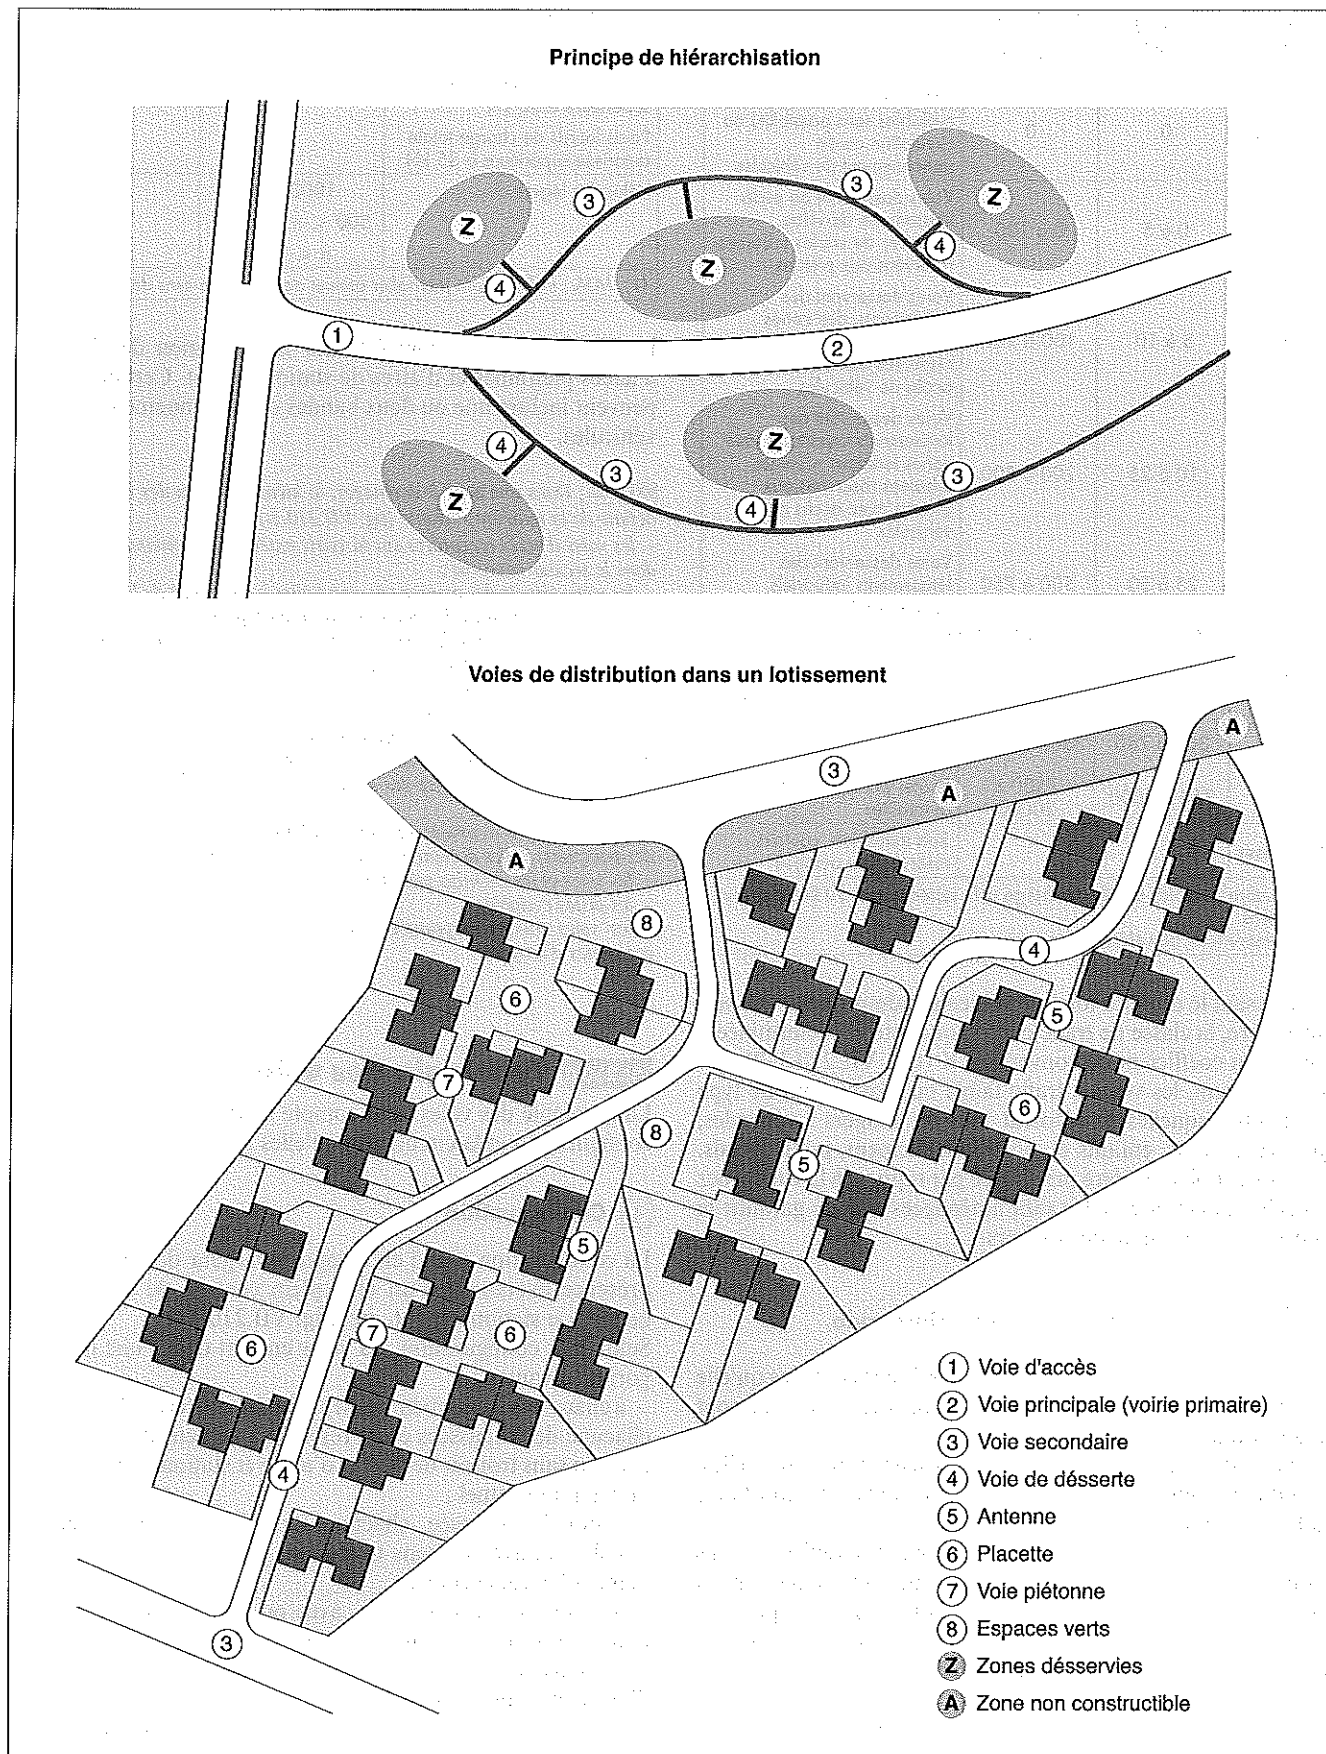 Principe de hiérarchisation
3
3
Z
Z
4
4
Z
1
2
Z
4
3
3
Z
4
Voies de distribution dans un lotissement
A
3
A
A
8
4
6
5
7
6
8
5
5
6
7
6
4
3
1 Voie d'accès
2 Voie principale (voirie primaire)
3 Voie secondaire
4 Voie de désserte
5 Antenne
6 Placette
7 Voie piétonne
8 Espaces verts
Z Zones désservies
A Zone non constructible